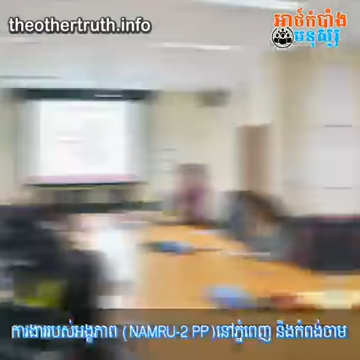 theothertruth.info
អាថ៌កំបាំង
មនុស្ស
ការងាររបស់អង្គភាព (NAMRU-2 PP)នៅភ្នំពេញ និងកំពង់ចាម